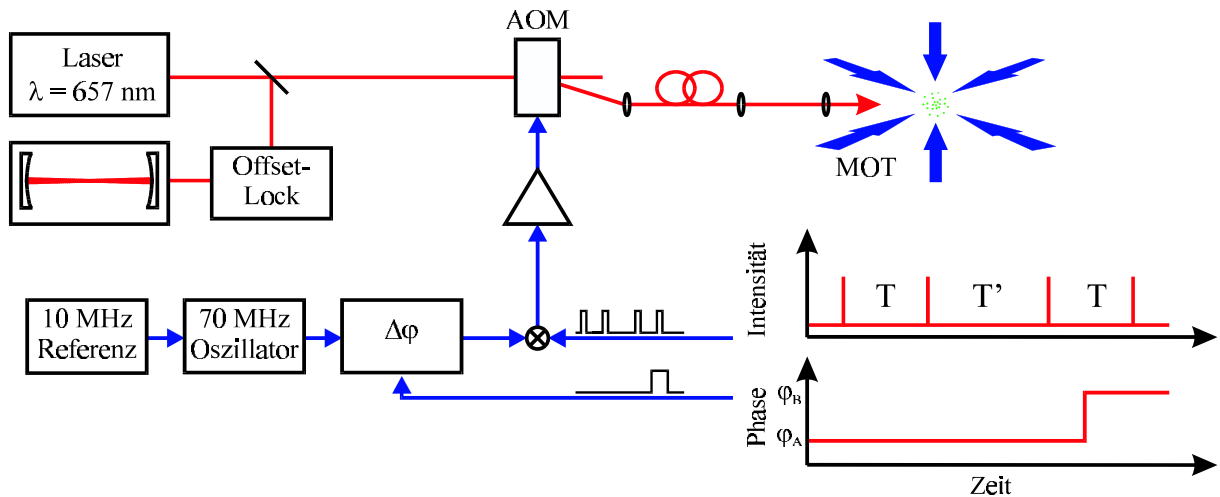 AOM
Laser
λ = 657 nm
Offset-
Lock
MOT
10 MHz
Referenz
70 MHz
Oszillator
Δφ
Intensität
T
T’
T
Phase
φB
φA
Zeit